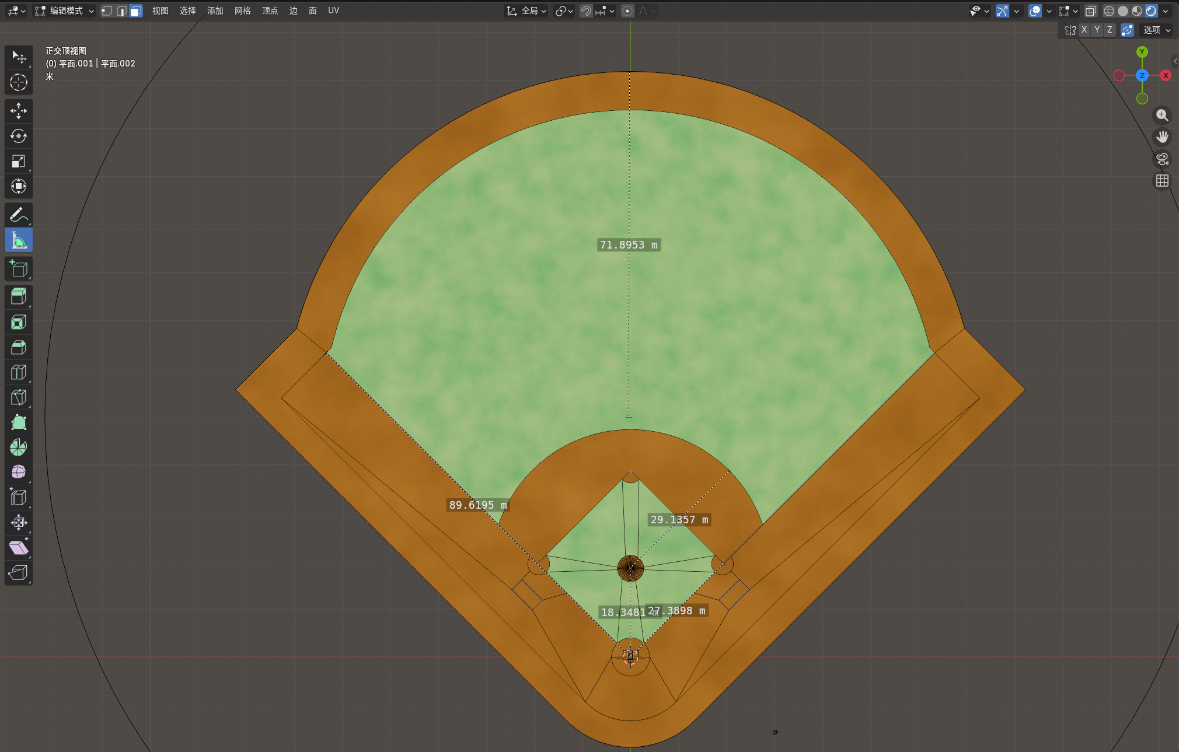 编辑模式 视图 选择 添加 网格 顶点 边 面 UV 全局
X Y Z 选项
正交顶视图
(0) 平面.001 | 平面.002
米
Y
Z X
71.8953 m
89.6195 m
29.1357 m
18.3481 27.3898 m